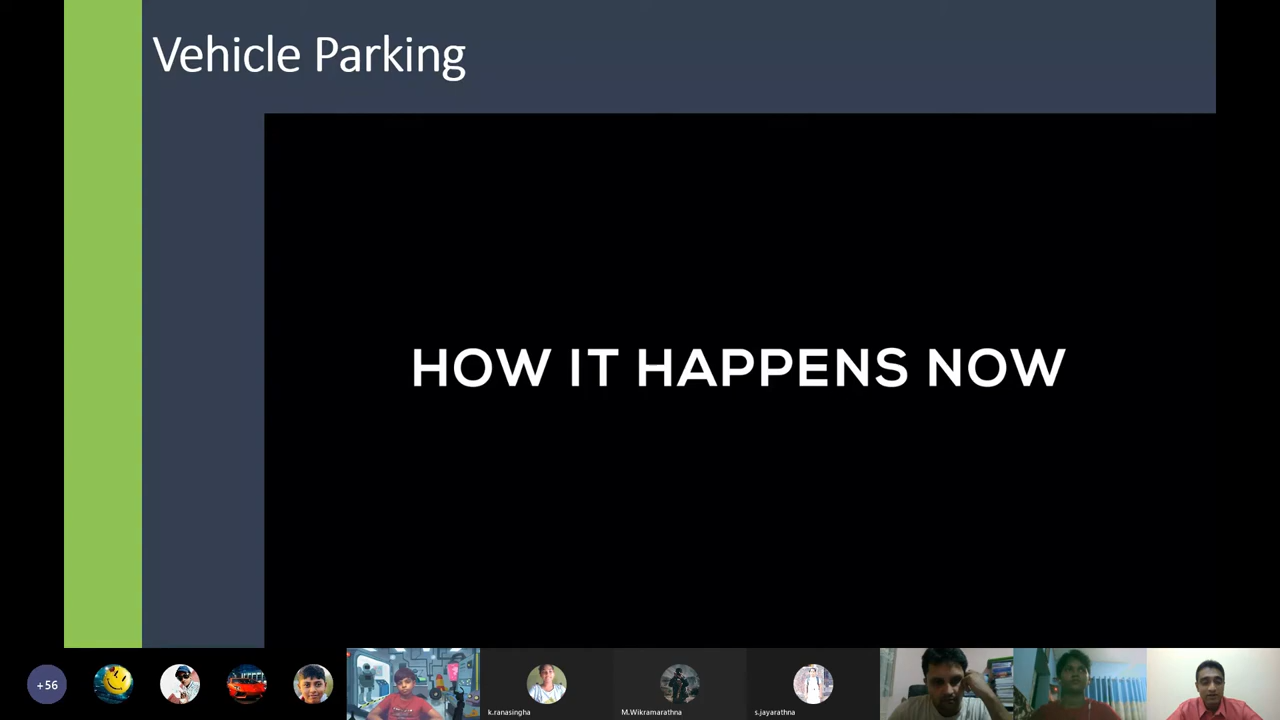 Vehicle Parking
HOW IT HAPPENS NOW
+56
k.ranasingha
M.Wikramarathna
s.jayarathna